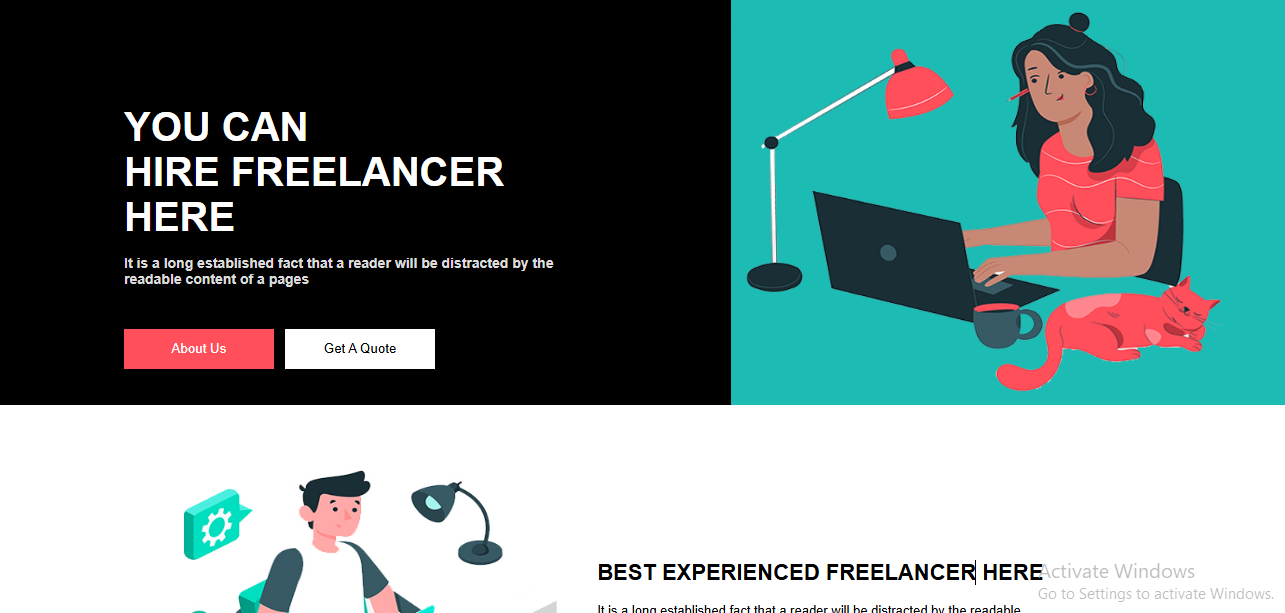 YOU CAN
HIRE FREELANCER
HERE
It is a long established fact that a reader will be distracted by the
readable content of a pages
About Us
Get A Quote
BEST EXPERIENCED FREELANCER HERE
It is a long established fact that a reader will be distracted by the readable
Activate Windows
Go to Settings to activate Windows.